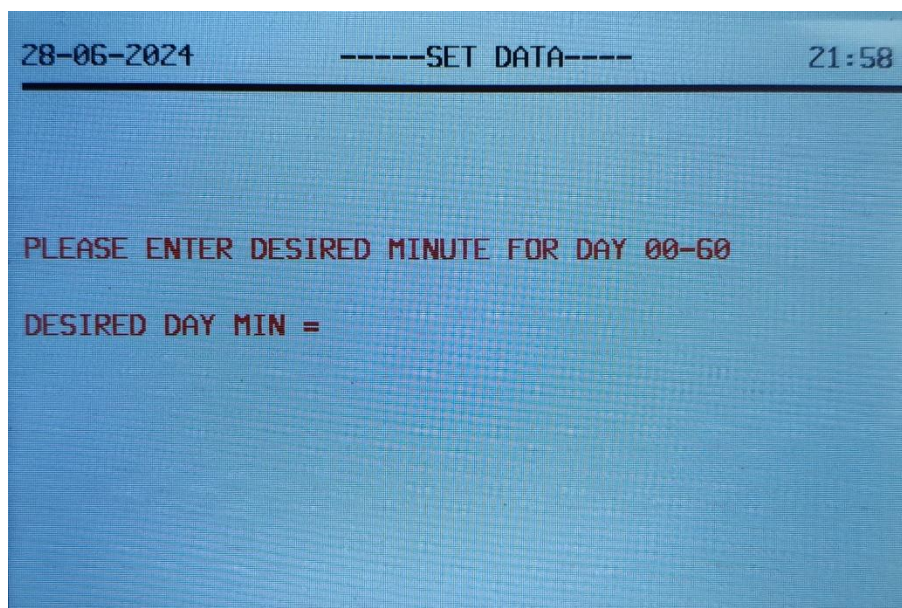 28-06-2024 -----SET DATA---- 21:58
PLEASE ENTER DESIRED MINUTE FOR DAY 00-60
DESIRED DAY MIN =